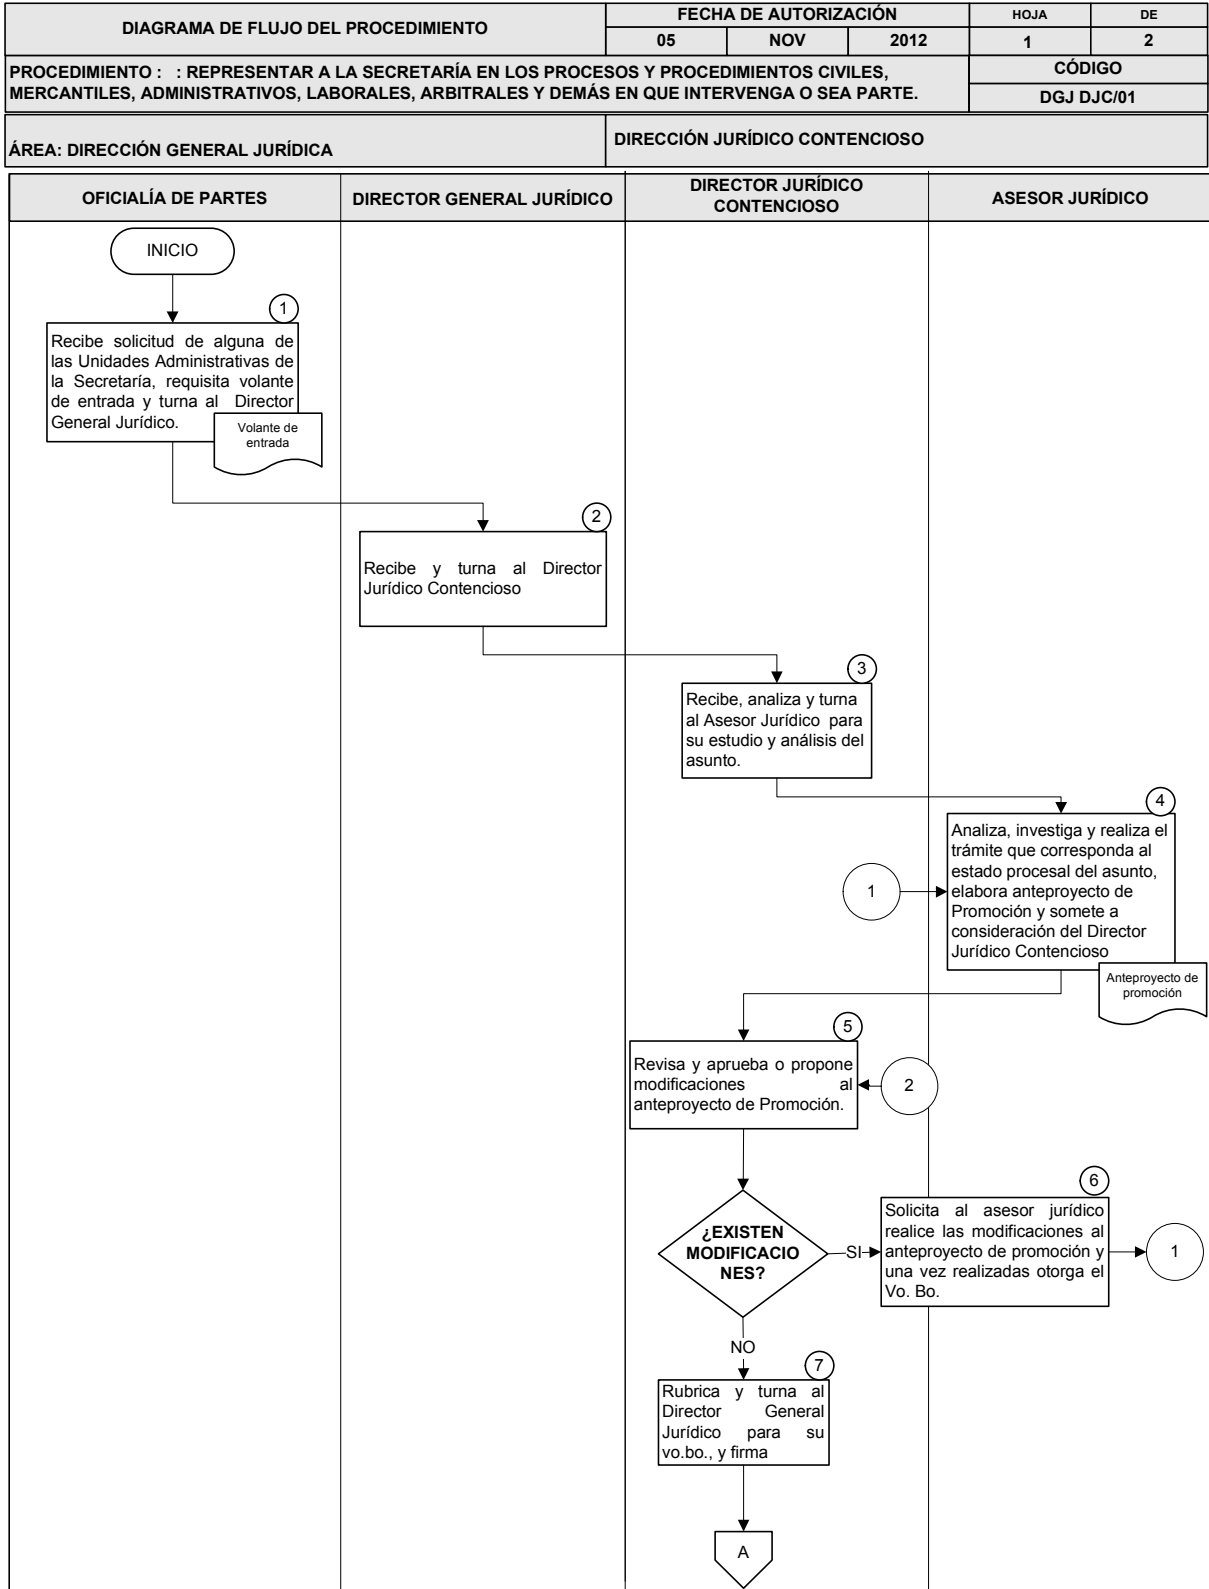 DIAGRAMA DE FLUJO DEL PROCEDIMIENTO
FECHA DE AUTORIZACIÓN
HOJA
DE
05
NOV
2012
1
2
PROCEDIMIENTO :   : REPRESENTAR A LA SECRETARÍA EN LOS PROCESOS Y PROCEDIMIENTOS CIVILES,
MERCANTILES, ADMINISTRATIVOS, LABORALES, ARBITRALES Y DEMÁS EN QUE INTERVENGA O SEA PARTE.
CÓDIGO
DGJ DJC/01
ÁREA: DIRECCIÓN GENERAL JURÍDICA
DIRECCIÓN JURÍDICO CONTENCIOSO
OFICIALÍA DE PARTES
DIRECTOR GENERAL JURÍDICO
DIRECTOR JURÍDICO
CONTENCIOSO
ASESOR JURÍDICO
INICIO
1
Recibe solicitud de alguna de
las Unidades Administrativas de
la Secretaría, requisita volante
de entrada y turna al Director
General Jurídico.
Volante de
entrada
2
Recibe y turna al Director
Jurídico Contencioso
3
Recibe, analiza y turna
al Asesor Jurídico para
su estudio y análisis del
asunto.
4
Analiza, investiga y realiza el
trámite que corresponda al
estado procesal del asunto,
elabora anteproyecto de
Promoción y somete a
consideración del Director
Jurídico Contencioso
1
Anteproyecto de
promoción
5
Revisa y aprueba o propone
modificaciones al
anteproyecto de Promoción.
2
¿EXISTEN
MODIFICACIO
NES?
SI
6
Solicita al asesor jurídico
realice las modificaciones al
anteproyecto de promoción y
una vez realizadas otorga el
Vo. Bo.
1
NO
7
Rubrica y turna al
Director General
Jurídico para su
vo.bo., y firma
A